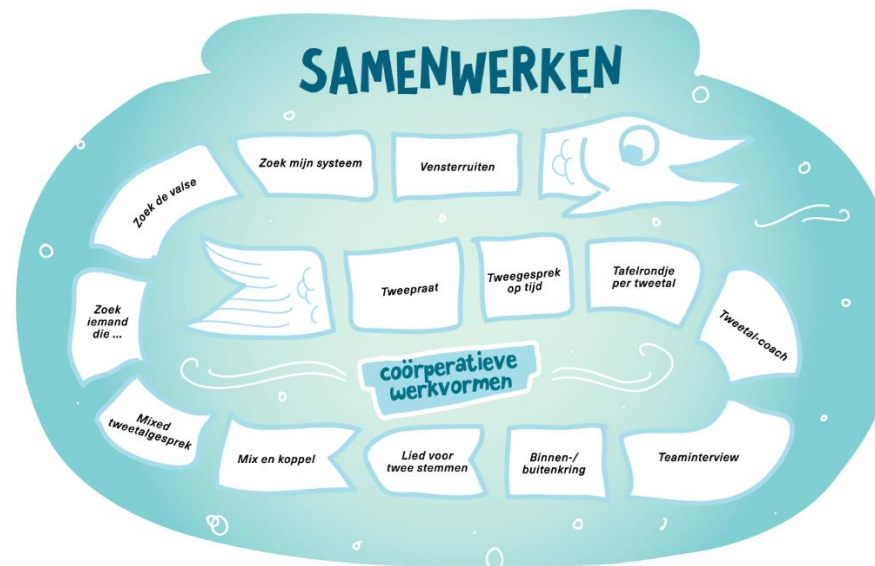 SAMENWERKEN
Zoek mijn systeem
Vensterruiten
Zoek de valse
Tweepraat
Tweegesprek
op tijd
Tafelrondje
per tweetal
Zoek
iemand
die ...
Tweetal-coach
coörperatieve
werkvormen
Mixed
tweetalgesprek
Mix en koppel
Lied voor
twee stemmen
Binnen-/
buitenkring
Teaminterview